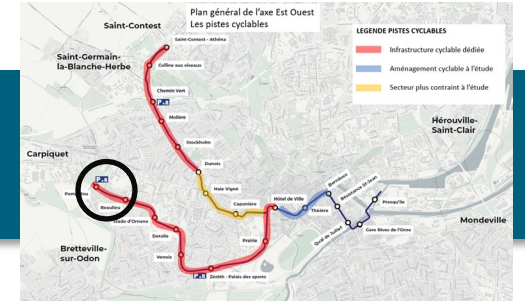 Plan général de l'axe Est Ouest
Les pistes cyclables
LEGENDE PISTES CYCLABLES
Infrastructure cyclable dédiée
Aménagement cyclable à l'étude
Secteur plus contraint à l'étude
Saint-Contest
Saint-Contest - Athéna
Saint-Germain-
la-Blanche-Herbe
Colline aux oiseaux
Chemin Vert
P+R
Molière
Stockholm
Hérouville-
Saint-Clair
Carpiquet
Dunois
P+R
Haie Vigné
Beaulieu
Caponière
Hôtel de Ville
Théâtre
Bernières
Résistance St-Jean
Presqu'île
Mondeville
Stade d'Ornano
Detolle
Prairie
Quai de Juillet
Gare Rives de l'Orne
Bretteville-
sur-Odon
Venoix
P+R
Zenith - Palais des sports